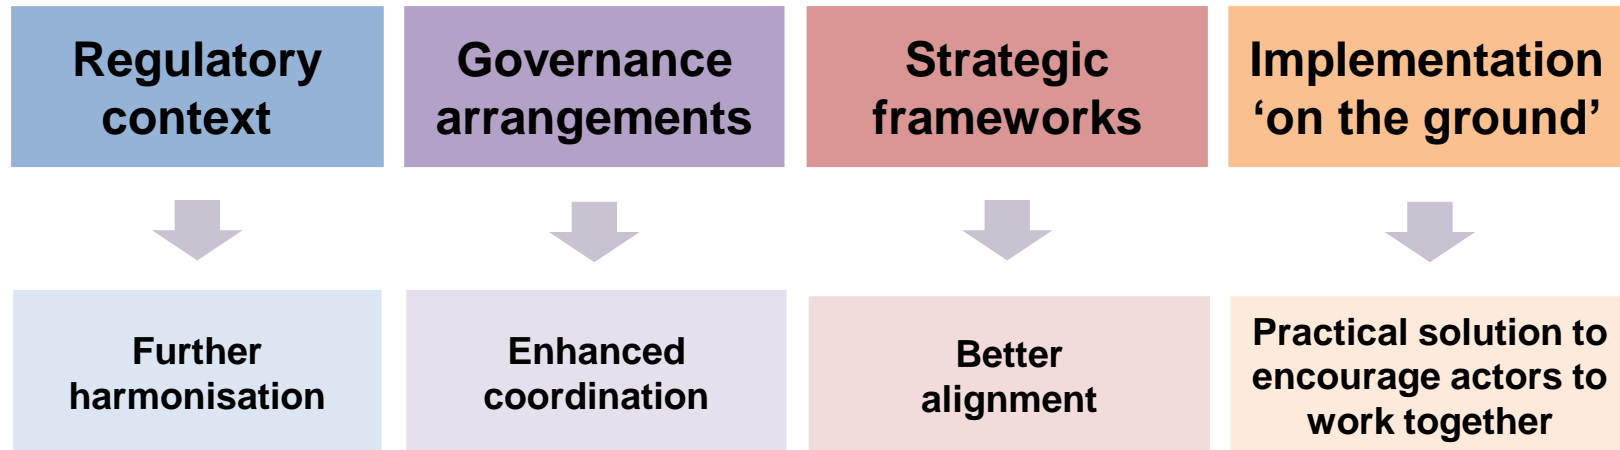 Regulatory
context
Governance
arrangements
Strategic
frameworks
Implementation
‘on the ground’
Further
harmonisation
Enhanced
coordination
Better
alignment
Practical solution to
encourage actors to
work together